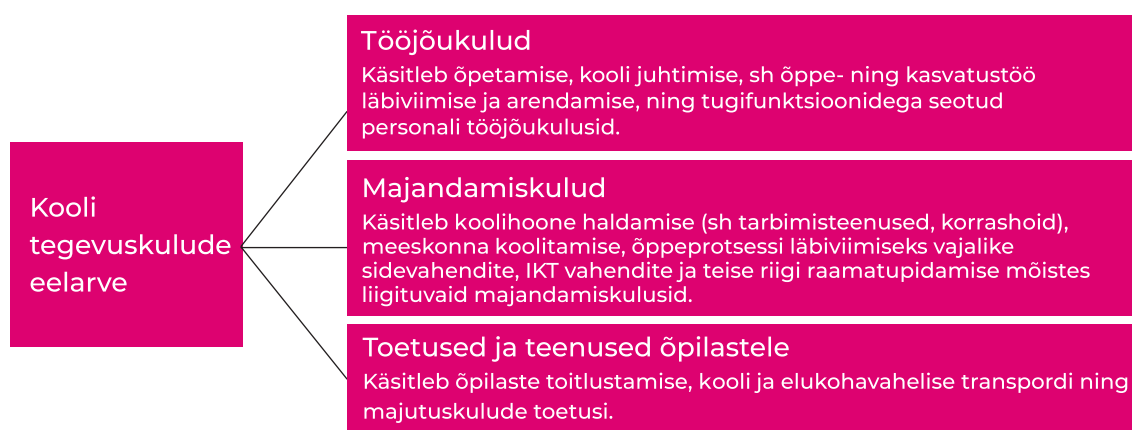 Kooli
tegevuskulude
eelarve
Tööjõukulud
Käsitleb õpetamise, kooli juhtimise, sh õppe- ning kasvatustöö
läbiviimise ja arendamise, ning tugifunktsioonidega seotud
personali tööjõukulusid.
Majandamiskulud
Käsitleb koolihoone haldamise (sh tarbimisteenused, korrashoid),
meeskonna koolitamise, õppeprotsessi läbiviimiseks vajalike
sidevahendite, IKT vahendite ja teise riigi raamatupidamise mõistes
liigituvaid majandamiskulusid.
Toetused ja teenused õpilastele
Käsitleb õpilaste toitlustamise, kooli ja elukohavahelise transpordi ning
majutuskulude toetusi.